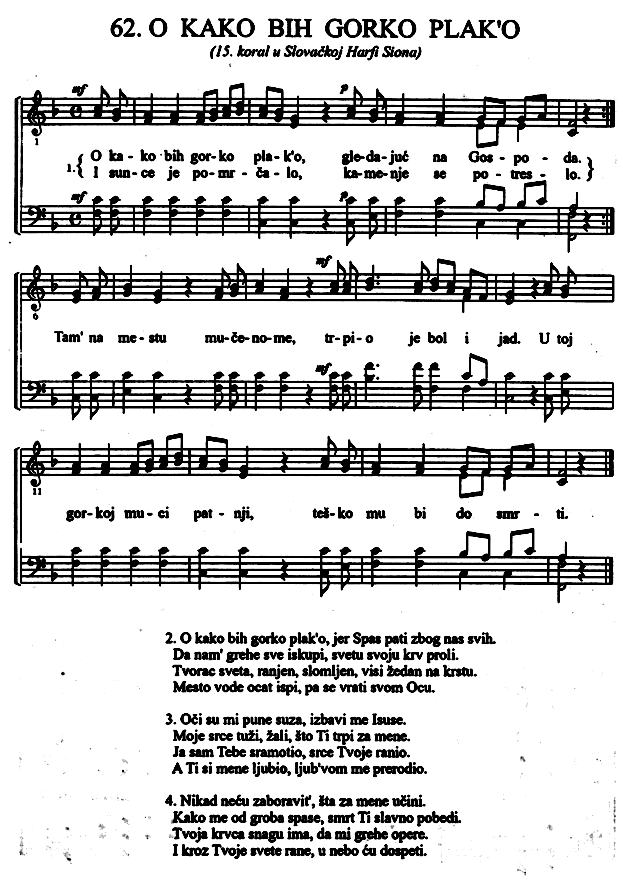 62. O KAKO BIH GORKO PLAK'O
(15. koral u Slovačkoj Harfi Siona)
mf p
1
1. { O ka - ko bih gor - ko plak'o, gle - da - juć na Gos - po - da. }
{ I sun - ce je po - mr - ča - lo, ka - me - nje se po - tres - lo. }
mf p
mf
6
Tam' na me - stu mu - če - no - me, tr - pi - o je bol i jad. U toj
mf
11
gor - koj mu - ci pat - nji, teš - ko mu bi do smr - ti.
2. O kako bih gorko plak'o, jer Spas pati zbog nas svih.
Da nam' grehe sve iskupi, svetu svoju krv proli.
Tvorac sveta, ranjen, slomljen, visi žedan na krstu.
Mesto vode ocat ispi, pa se vrati svom Ocu.
3. Oči su mi pune suza, izbavi me Isuse.
Moje srce tuži, žali, što Ti trpi za mene.
Ja sam Tebe sramotio, srce Tvoje ranio.
A Ti si mene ljubio, ljub'vom me prerodio.
4. Nikad neću zaboravit', šta za mene učini.
Kako me od groba spase, smrt Ti slavno pobedi.
Tvoja krvca snagu ima, da mi grehe opere.
I kroz Tvoje svete rane, u nebo ću dospeti.